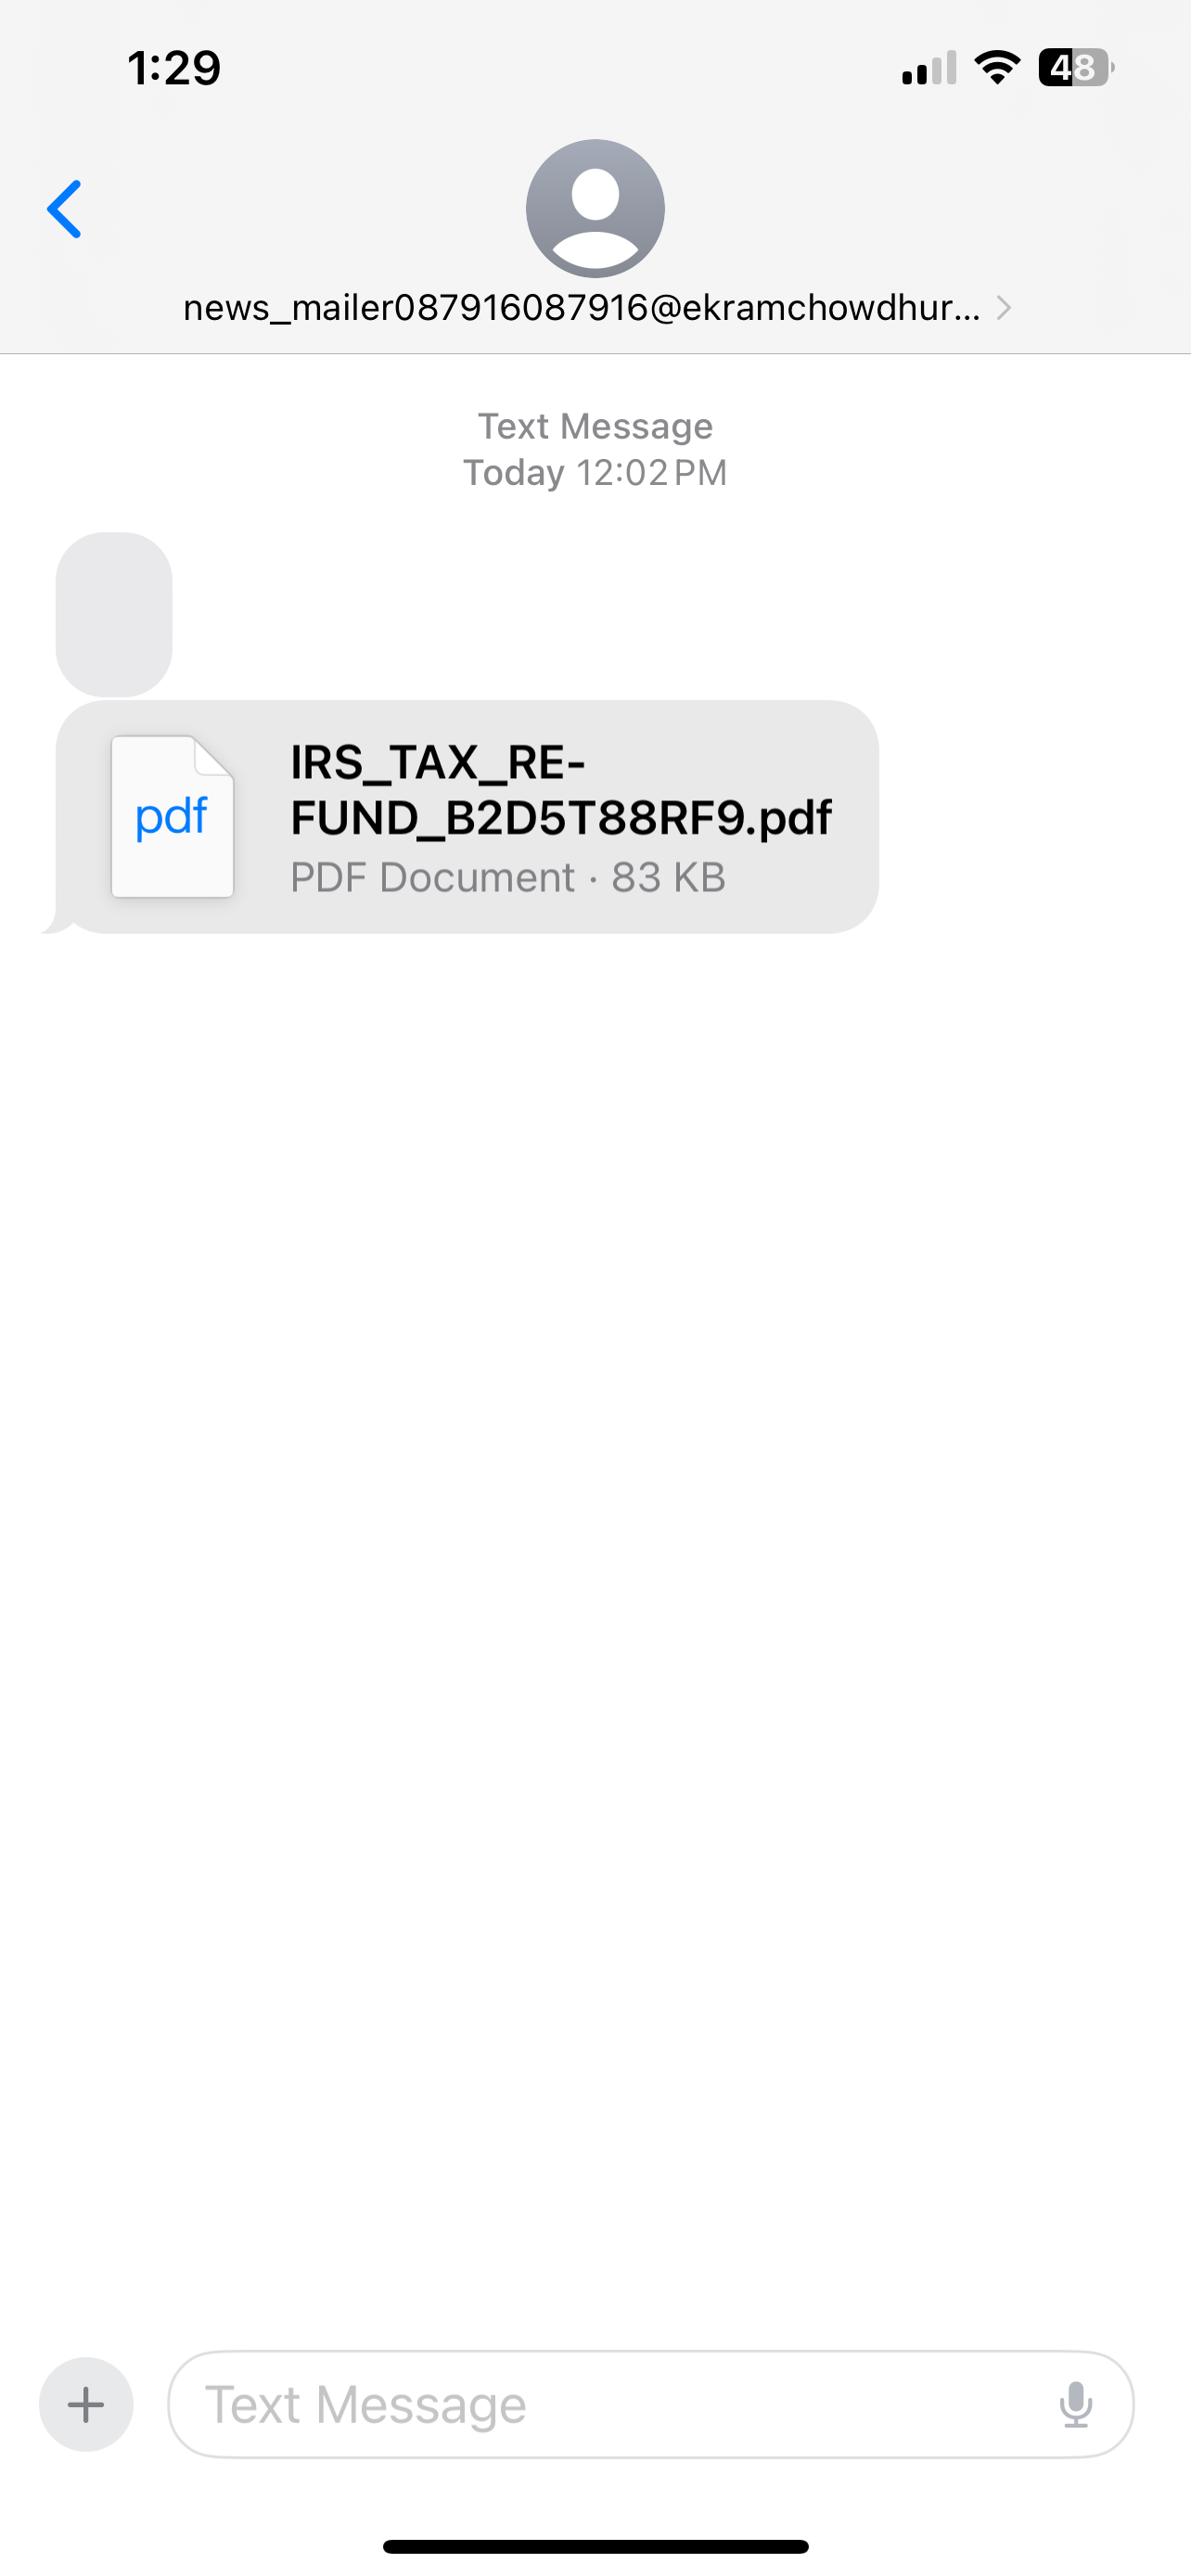 1:29
48
news_mailer087916087916@ekramchowdhur...
Text Message
Today 12:02 PM
pdf
IRS_TAX_RE-
FUND_B2D5T88RF9.pdf
PDF Document · 83 KB
Text Message